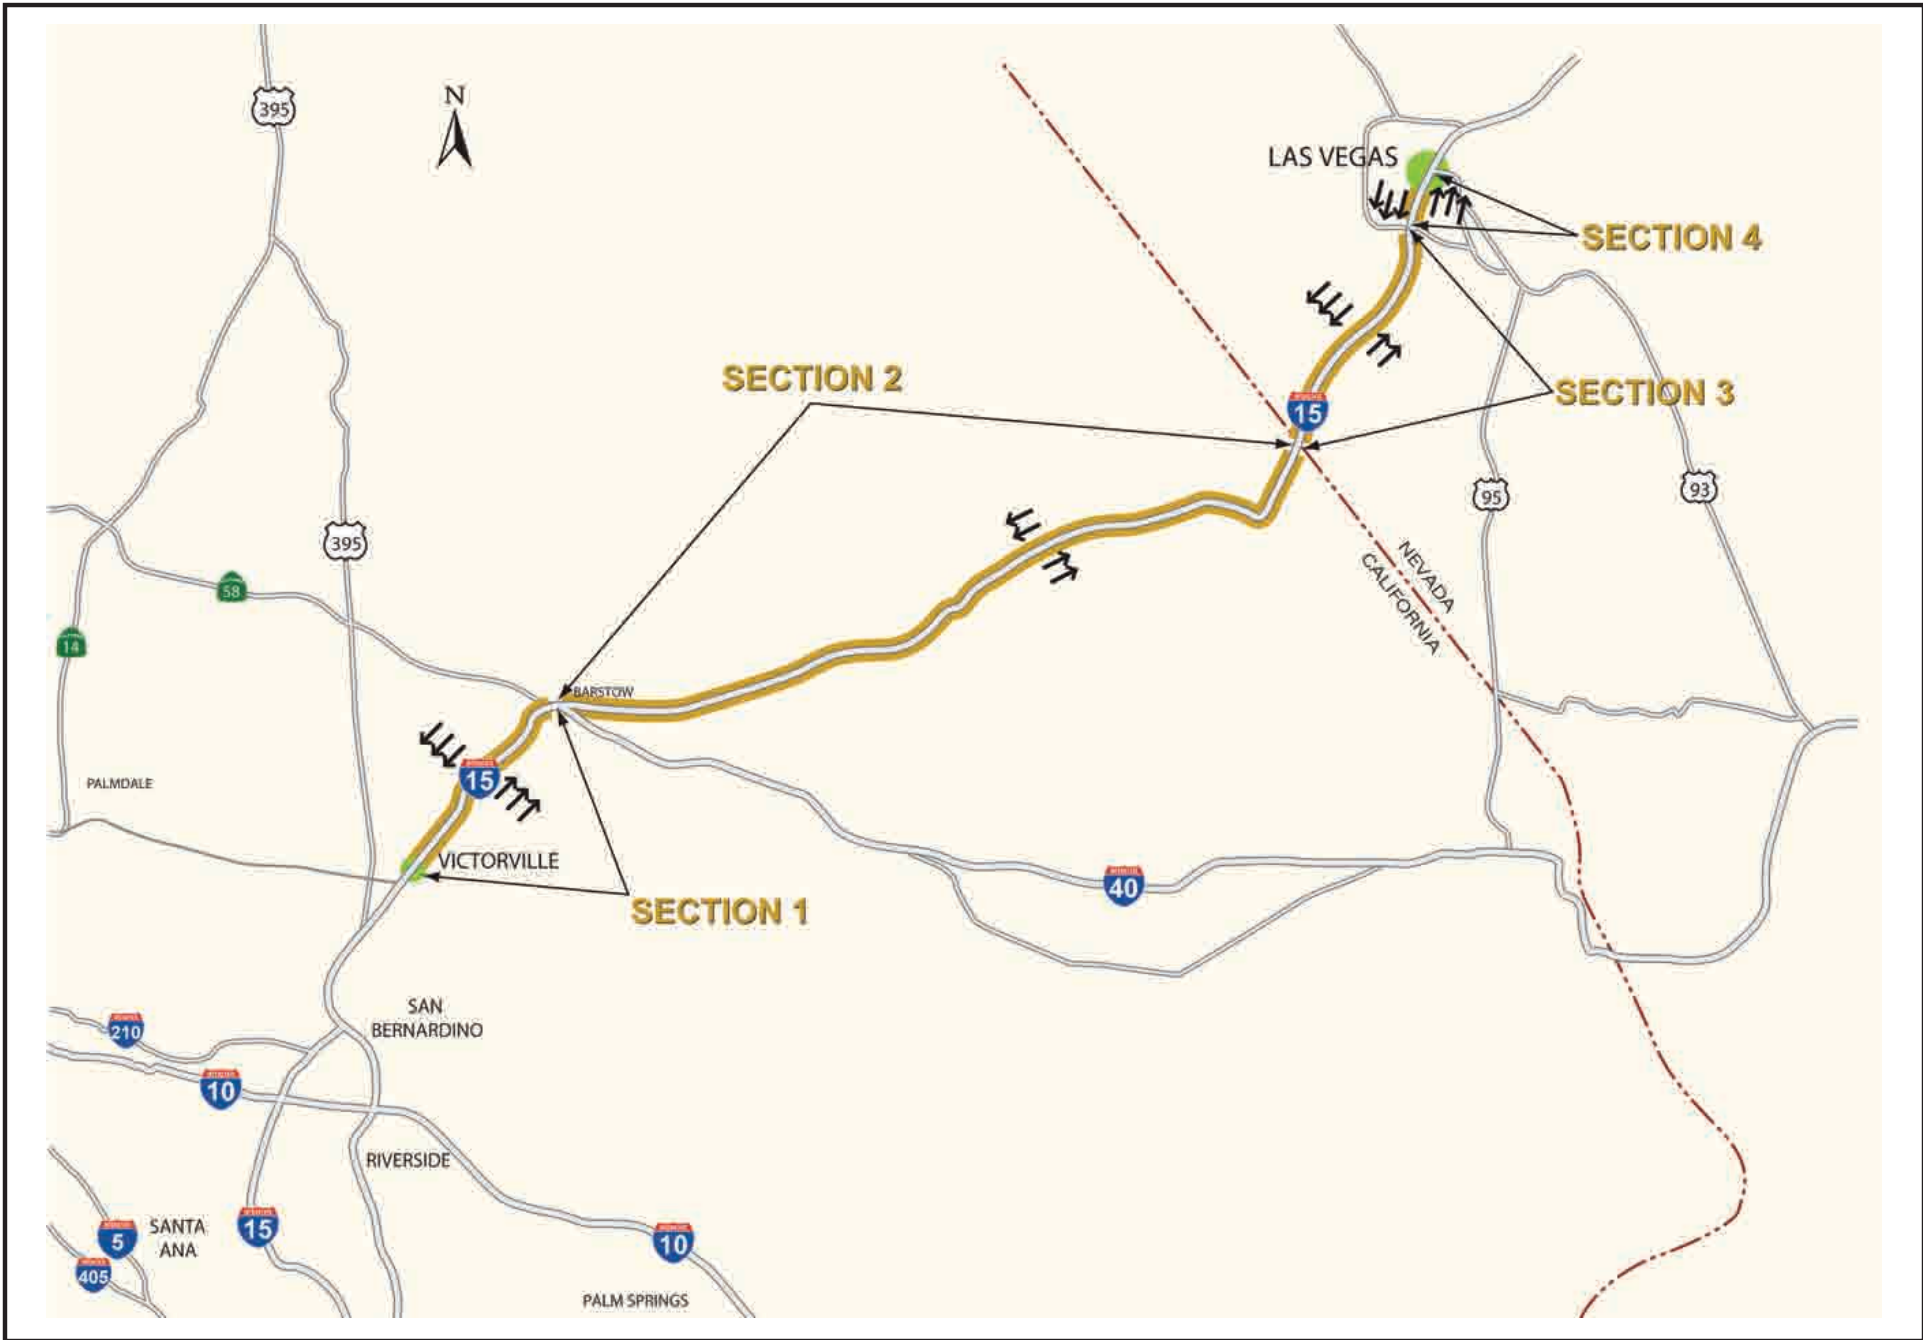 395
N
LAS VEGAS
SECTION 4
SECTION 2
15
SECTION 3
95
93
395
NEVADA
CALIFORNIA
58
14
BARSTOW
15
PALMDALE
VICTORVILLE
40
SECTION 1
SAN
BERNARDINO
210
10
RIVERSIDE
SANTA
ANA
5
15
10
405
PALM SPRINGS